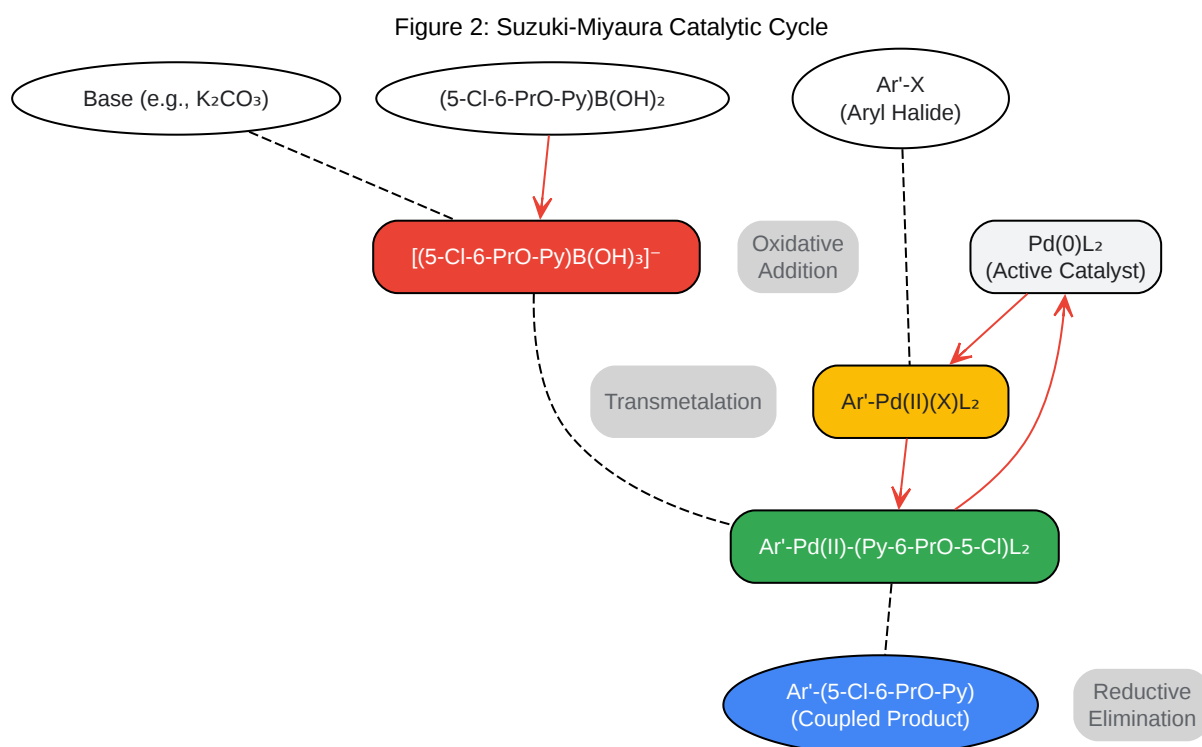 Figure 2: Suzuki-Miyaura Catalytic Cycle
Base (e.g., K₂CO₃)
(5-Cl-6-PrO-Py)B(OH)₂
Ar'-X
(Aryl Halide)
[(5-Cl-6-PrO-Py)B(OH)₃]⁻
Oxidative
Addition
Pd(0)L₂
(Active Catalyst)
Transmetalation
Ar'-Pd(II)(X)L₂
Ar'-Pd(II)-(Py-6-PrO-5-Cl)L₂
Ar'-(5-Cl-6-PrO-Py)
(Coupled Product)
Reductive
Elimination